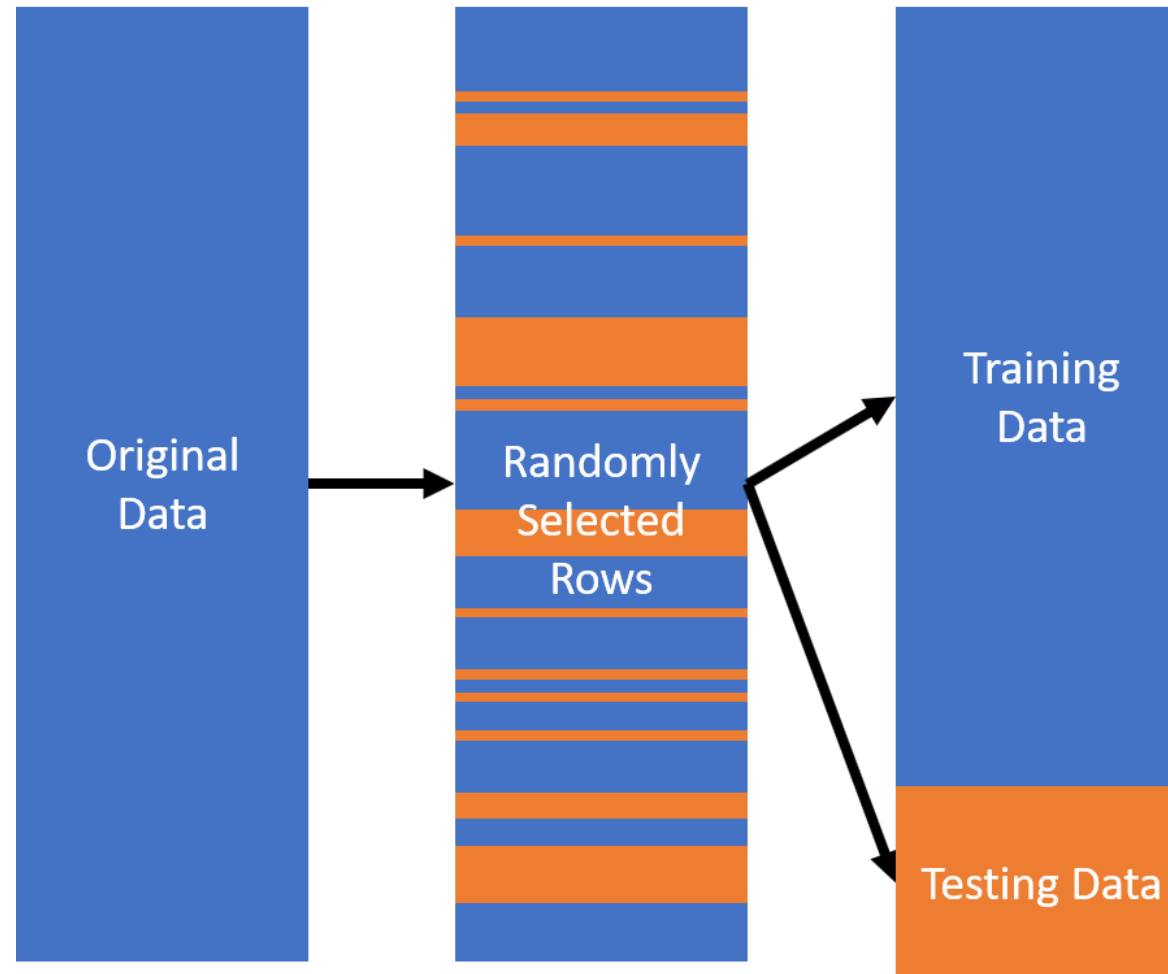 Original
Data
Randomly
Selected
Rows
Training
Data
Testing Data